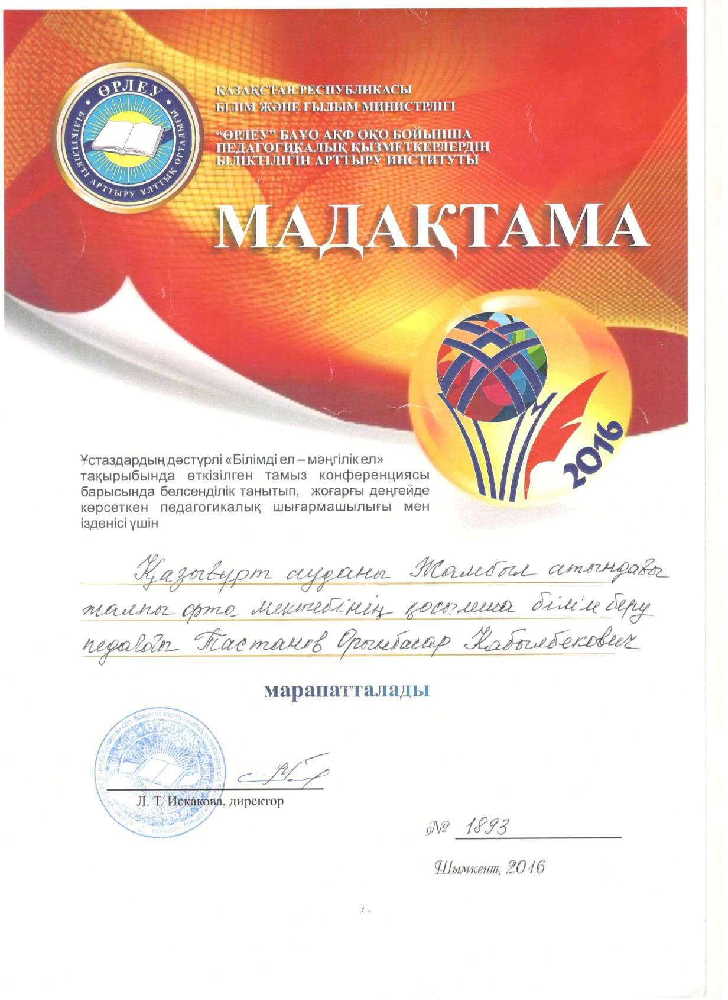 ӨРЛЕУ
БІЛІКТІЛІКТІ АРТТЫРУ ҰЛТТЫҚ ОРТАЛЫҒЫ
ҚАЗАҚСТАН РЕСПУБЛИКАСЫ
БІЛІМ ЖӘНЕ ҒЫЛЫМ МИНИСТРЛІГІ
“ӨРЛЕУ” БАҰО АҚФ ОҚО БОЙЫНША
ПЕДАГОГИКАЛЫҚ ҚЫЗМЕТКЕРЛЕРДІҢ
БІЛІКТІЛІГІН АРТТЫРУ ИНСТИТУТЫ
МАДАҚТАМА
2016
Ұстаздардың дәстүрлі «Білімді ел – мәңгілік ел»
тақырыбында өткізілген тамыз конференциясы
барысында белсенділік танытып, жоғарғы деңгейде
көрсеткен педагогикалық шығармашылығы мен
ізденісі үшін
Қазығұрт ауданы Жамбыл атындағы
жалпы орта мектебінің қосымша білім беру
педагогы Тастанов Орынбасар Кабылбекович
марапатталады
Л. Т. Искакова, директор
№ 1893
Шымкент, 2016